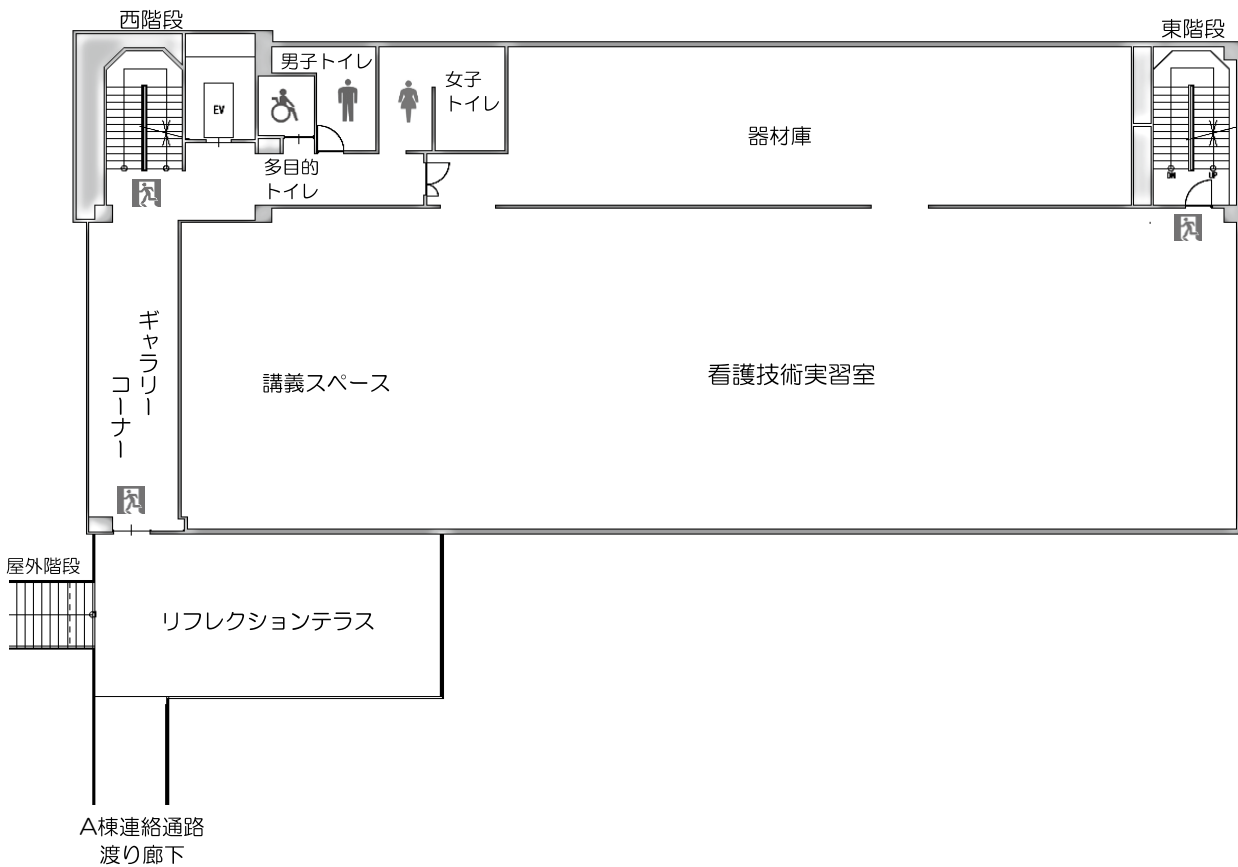 西階段
東階段
男子トイレ
女子
トイレ
EV
器材庫
多目的
トイレ
DN
UP
ギャラリー
コーナー
講義スペース
看護技術実習室
屋外階段
リフレクションテラス
A棟連絡通路
渡り廊下